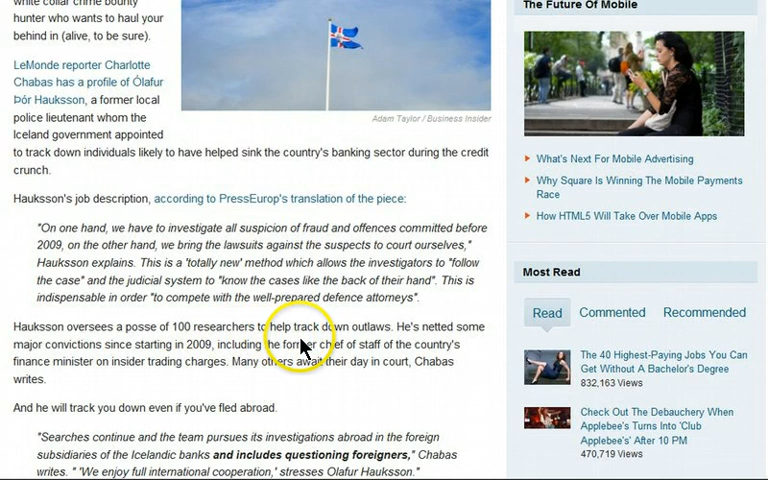 white collar crime bounty
hunter who wants to haul your
behind in (alive, to be sure).
LeMonde reporter Charlotte
Chabas has a profile of Ólafur
Þór Hauksson, a former local
police lieutenant whom the
Iceland government appointed
to track down individuals likely to have helped sink the country's banking sector during the credit
crunch.
Adam Taylor / Business Insider
Hauksson's job description, according to PressEurop's translation of the piece:
"On one hand, we have to investigate all suspicion of fraud and offences committed before
2009, on the other hand, we bring the lawsuits against the suspects to court ourselves,"
Hauksson explains. This is a 'totally new' method which allows the investigators to "follow
the case" and the judicial system to "know the cases like the back of their hand". This is
indispensable in order "to compete with the well-prepared defence attorneys".
Hauksson oversees a posse of 100 researchers to help track down outlaws. He's netted some
major convictions since starting in 2009, including the former chief of staff of the country's
finance minister on insider trading charges. Many others await their day in court, Chabas
writes.
And he will track you down even if you've fled abroad.
"Searches continue and the team pursues its investigations abroad in the foreign
subsidiaries of the Icelandic banks and includes questioning foreigners," Chabas
writes. " 'We enjoy full international cooperation,' stresses Olafur Hauksson."
The Future Of Mobile
What's Next For Mobile Advertising
Why Square Is Winning The Mobile Payments
Race
How HTML5 Will Take Over Mobile Apps
Most Read
Read Commented Recommended
The 40 Highest-Paying Jobs You Can
Get Without A Bachelor's Degree
832,163 Views
Check Out The Debauchery When
Applebee's Turns Into 'Club
Applebee's' After 10 PM
470,719 Views